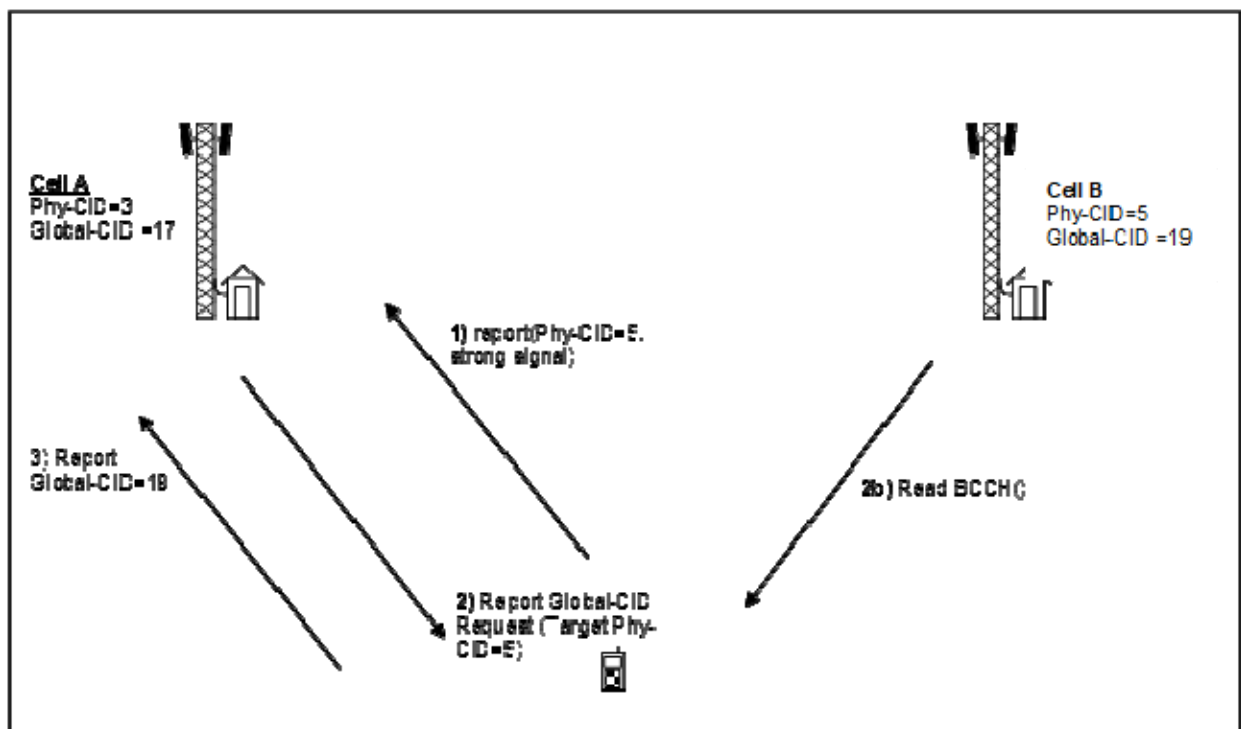 Cell A
Phy-CID=3
Global-CID =17
Cell B
Phy-CID=5
Global-CID =19
1) report(Phy-CID=5,
strong signal)
3) Report
Global-CID=19
2b) Read BCCH()
2) Report Global-CID
Request (Target Phy-
CID=5)